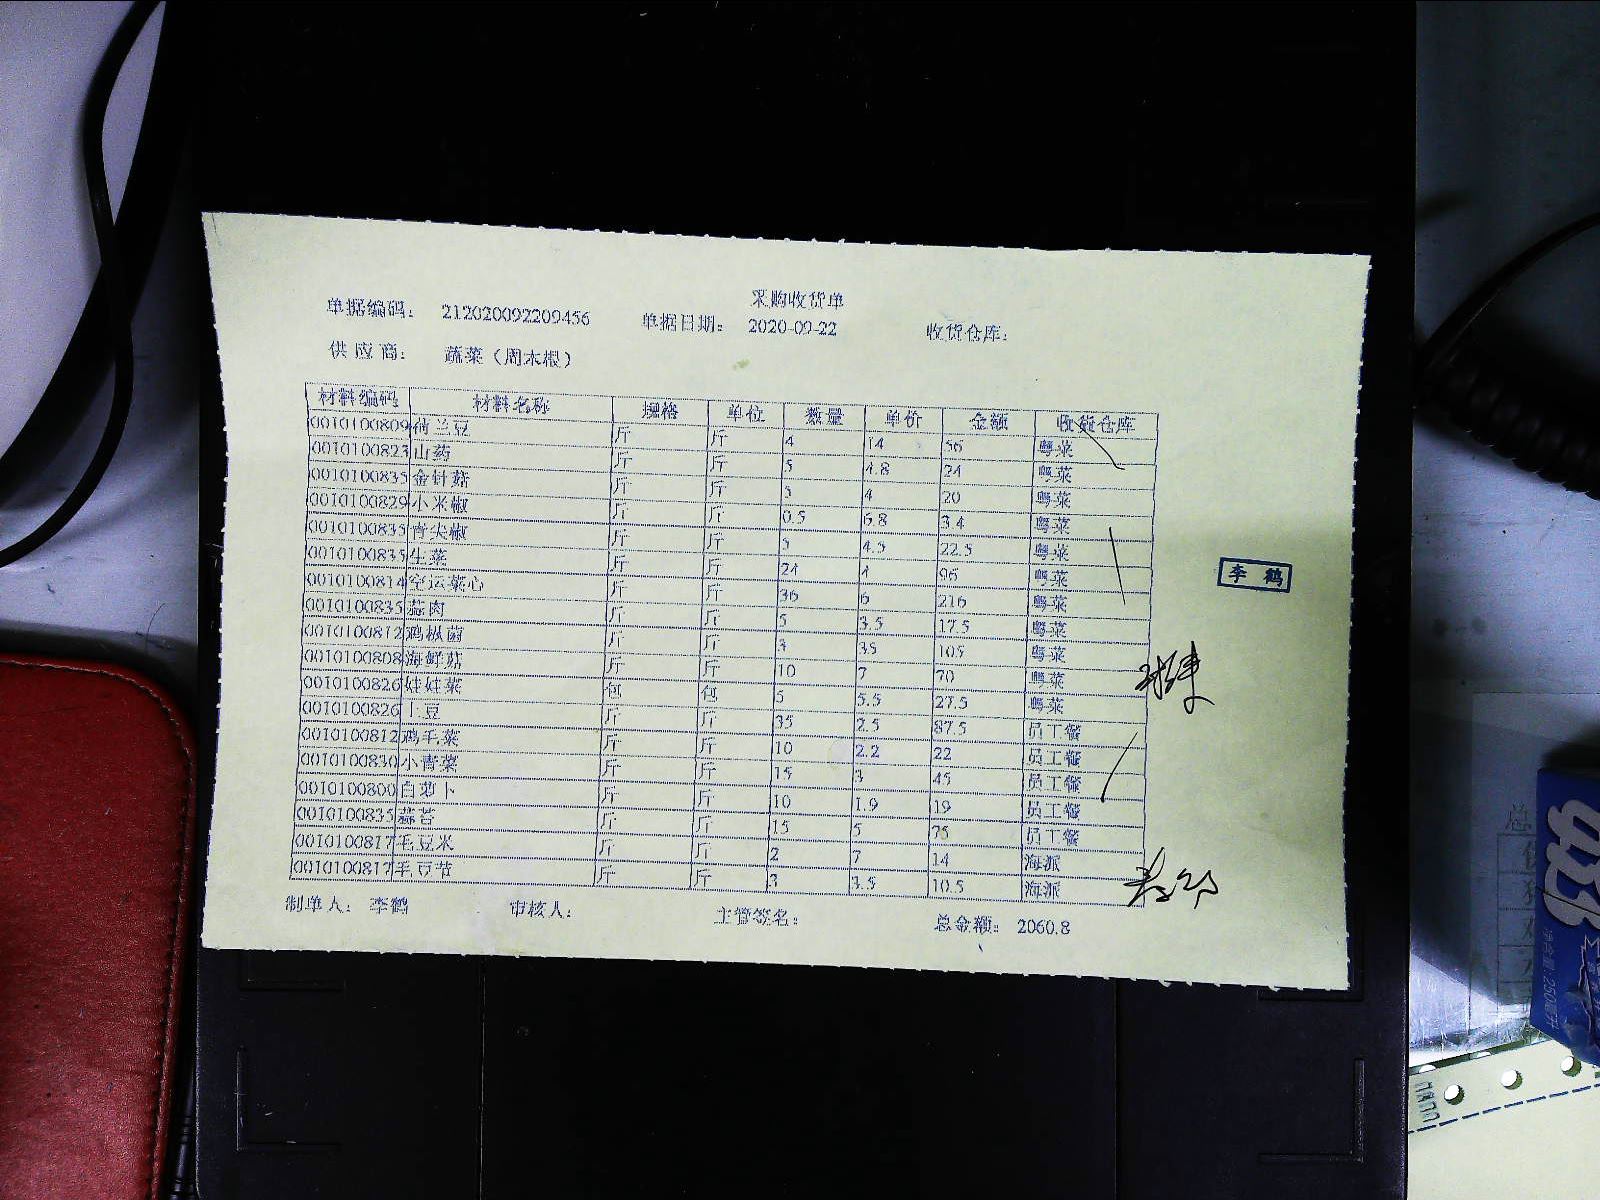 采购收货单
单据编码: 212020092209456 单据日期: 2020-09-22 收货仓库:
供应商: 蔬菜（周本根）
材料编码 材料名称 规格 单位 数量 单价 金额 收货仓库
0010100809 荷兰豆 斤 斤 4 14 56 粤菜
0010100823 山药 斤 斤 5 4.8 24 粤菜
0010100835 金针菇 斤 斤 5 4 20 粤菜
0010100829 小米椒 斤 斤 0.5 6.8 3.4 粤菜
0010100835 青尖椒 斤 斤 5 4.5 22.5 粤菜
0010100835 生菜 斤 斤 24 4 96 粤菜
0010100814 空运菜心 斤 斤 36 6 216 粤菜
0010100835 蒜肉 斤 斤 5 3.5 17.5 粤菜
0010100812 鸡枞菌 斤 斤 3 35 105 粤菜
0010100808 海鲜菇 斤 斤 10 7 70 粤菜
0010100826 娃娃菜 包 包 5 5.5 27.5 粤菜
0010100826 土豆 斤 斤 35 2.5 87.5 员工餐
0010100812 鸡毛菜 斤 斤 10 2.2 22 员工餐
0010100830 小青菜 斤 斤 15 3 45 员工餐
0010100800 白萝卜 斤 斤 10 1.9 19 员工餐
0010100835 蒜苔 斤 斤 15 5 75 员工餐
0010100817 毛豆米 斤 斤 2 7 14 海派
0010100817 毛豆节 斤 斤 3 3.5 10.5 海派
制单人: 李鹤 审核人: 主管签名: 总金额: 2060.8
李鹤
净含量:250毫升